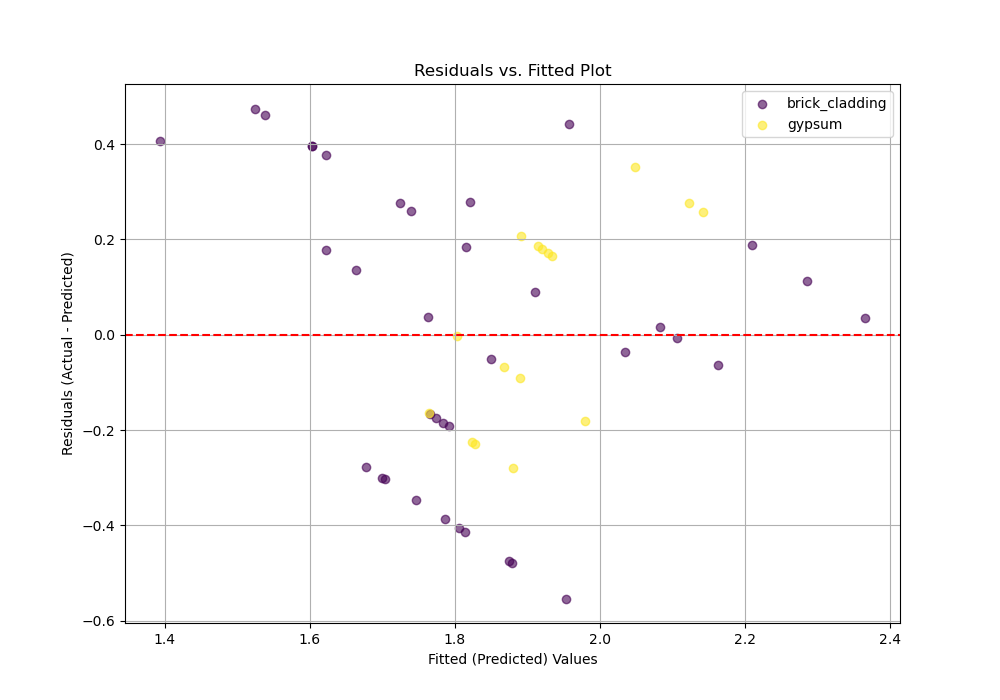 Residuals vs. Fitted Plot
brick_cladding
gypsum
Residuals (Actual - Predicted)
0.4
0.2
0.0
−0.2
−0.4
−0.6
1.4 1.6 1.8 2.0 2.2 2.4
Fitted (Predicted) Values